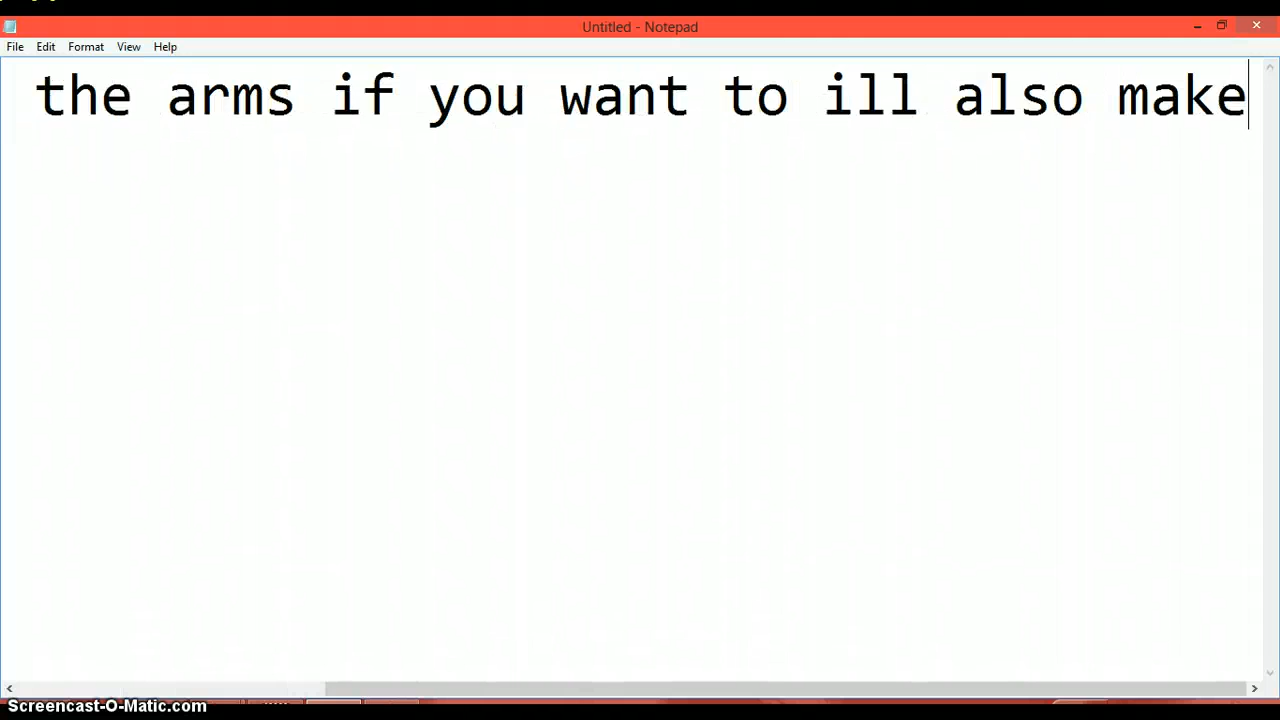 Untitled - Notepad
File Edit Format View Help
the arms if you want to ill also make
Screencast-O-Matic.com